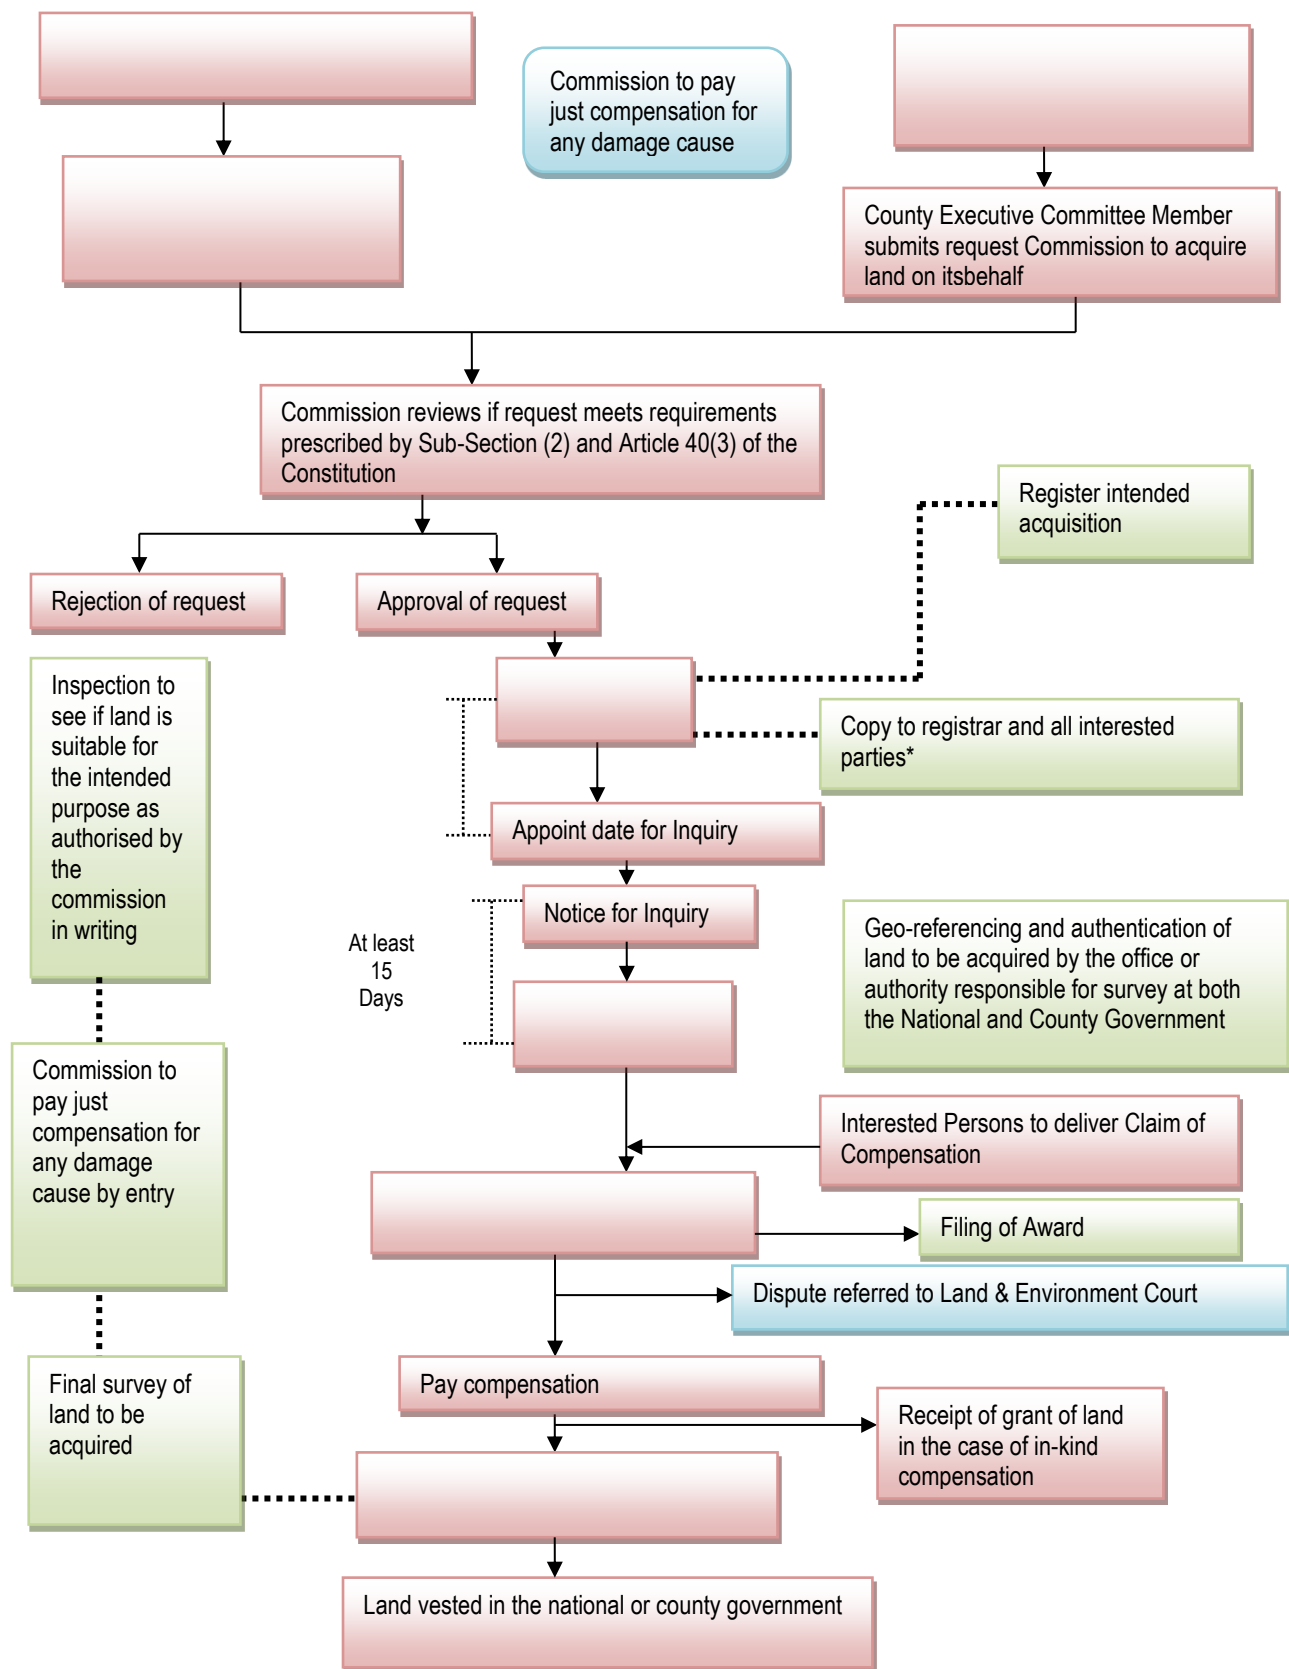 Commission to pay
just compensation for
any damage cause
County Executive Committee Member
submits request Commission to acquire
land on itsbehalf
Commission reviews if request meets requirements
prescribed by Sub-Section (2) and Article 40(3) of the
Constitution
Register intended
acquisition
Rejection of request
Approval of request
Inspection to
see if land is
suitable for
the intended
purpose as
authorised by
the
commission
in writing
Copy to registrar and all interested
parties*
Appoint date for Inquiry
Notice for Inquiry
At least
15
Days
Geo-referencing and authentication of
land to be acquired by the office or
authority responsible for survey at both
the National and County Government
Commission to
pay just
compensation for
any damage
cause by entry
Interested Persons to deliver Claim of
Compensation
Filing of Award
Dispute referred to Land & Environment Court
Pay compensation
Final survey of
land to be
acquired
Receipt of grant of land
in the case of in-kind
compensation
Land vested in the national or county government